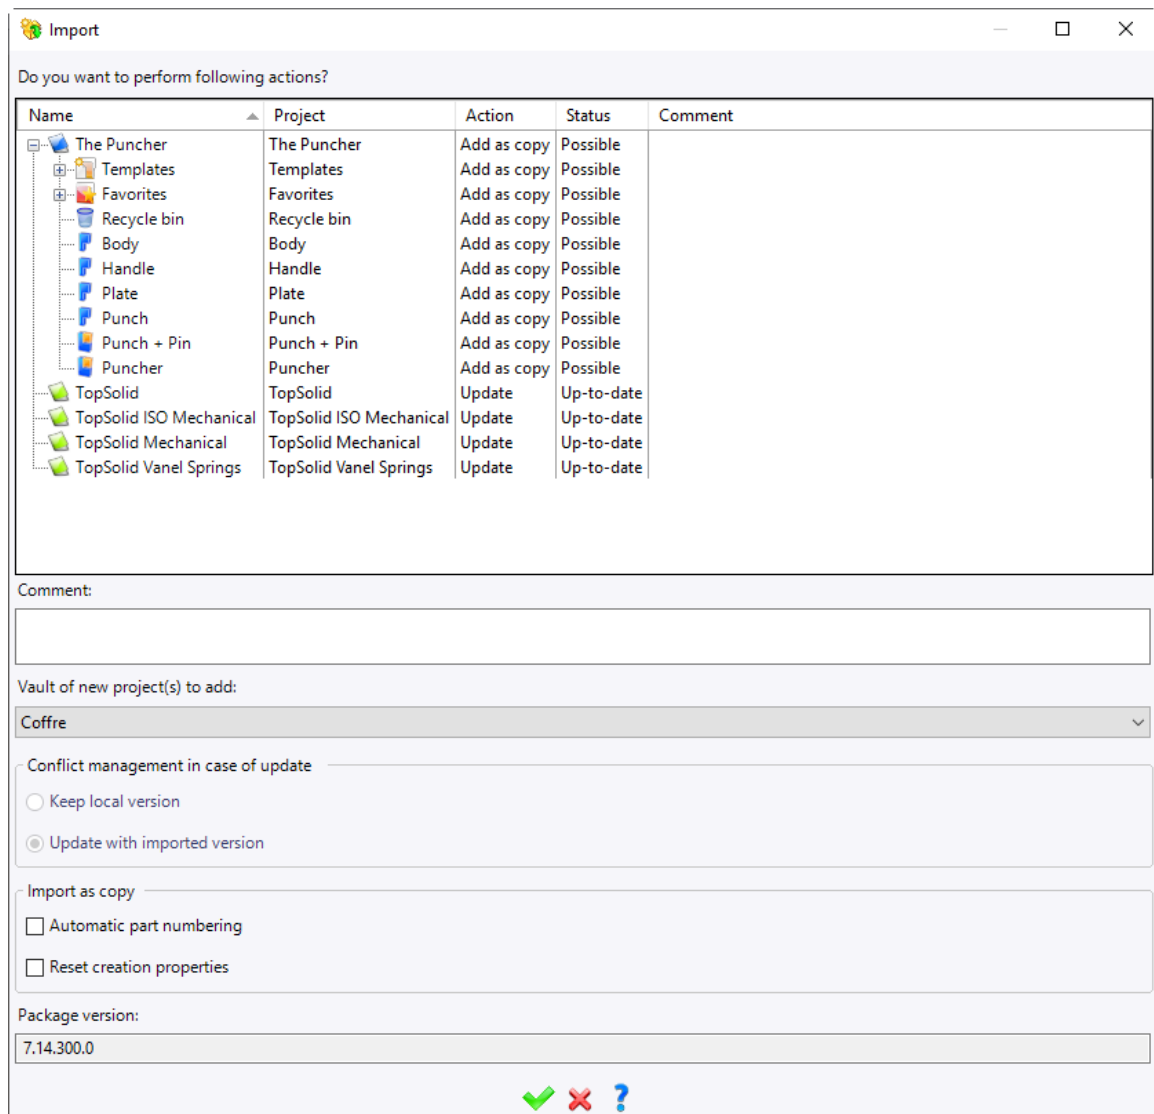 Import
Do you want to perform following actions?
Name Project Action Status Comment
The Puncher The Puncher Add as copy Possible
Templates Templates Add as copy Possible
Favorites Favorites Add as copy Possible
Recycle bin Recycle bin Add as copy Possible
Body Body Add as copy Possible
Handle Handle Add as copy Possible
Plate Plate Add as copy Possible
Punch Punch Add as copy Possible
Punch + Pin Punch + Pin Add as copy Possible
Puncher Puncher Add as copy Possible
TopSolid TopSolid Update Up-to-date
TopSolid ISO Mechanical TopSolid ISO Mechanical Update Up-to-date
TopSolid Mechanical TopSolid Mechanical Update Up-to-date
TopSolid Vanel Springs TopSolid Vanel Springs Update Up-to-date
Comment:
Vault of new project(s) to add:
Coffre
Conflict management in case of update
Keep local version
Update with imported version
Import as copy
Automatic part numbering
Reset creation properties
Package version:
7.14.300.0